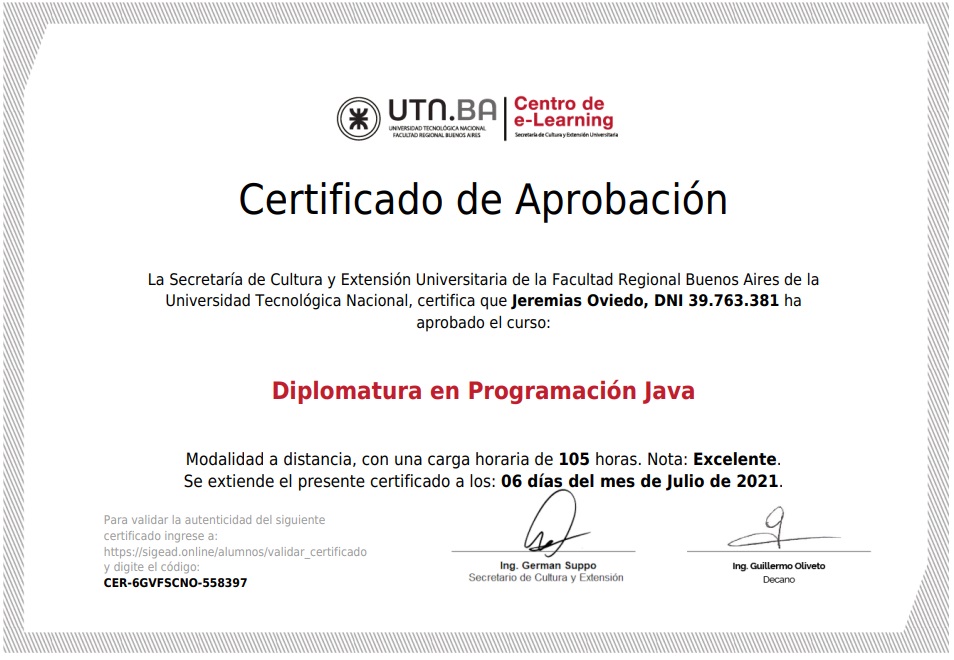 UTN.BA
UNIVERSIDAD TECNOLÓGICA NACIONAL
FACULTAD REGIONAL BUENOS AIRES
Centro de
e-Learning
Secretaría de Cultura y Extensión Universitaria
Certificado de Aprobación
La Secretaría de Cultura y Extensión Universitaria de la Facultad Regional Buenos Aires de la
Universidad Tecnológica Nacional, certifica que Jeremias Oviedo, DNI 39.763.381 ha
aprobado el curso:
Diplomatura en Programación Java
Modalidad a distancia, con una carga horaria de 105 horas. Nota: Excelente.
Se extiende el presente certificado a los: 06 días del mes de Julio de 2021.
Para validar la autenticidad del siguiente
certificado ingrese a:
https://sigead.online/alumnos/validar_certificado
y digite el código:
CER-6GVFSCNO-558397
Ing. German Suppo
Secretario de Cultura y Extensión
Ing. Guillermo Oliveto
Decano